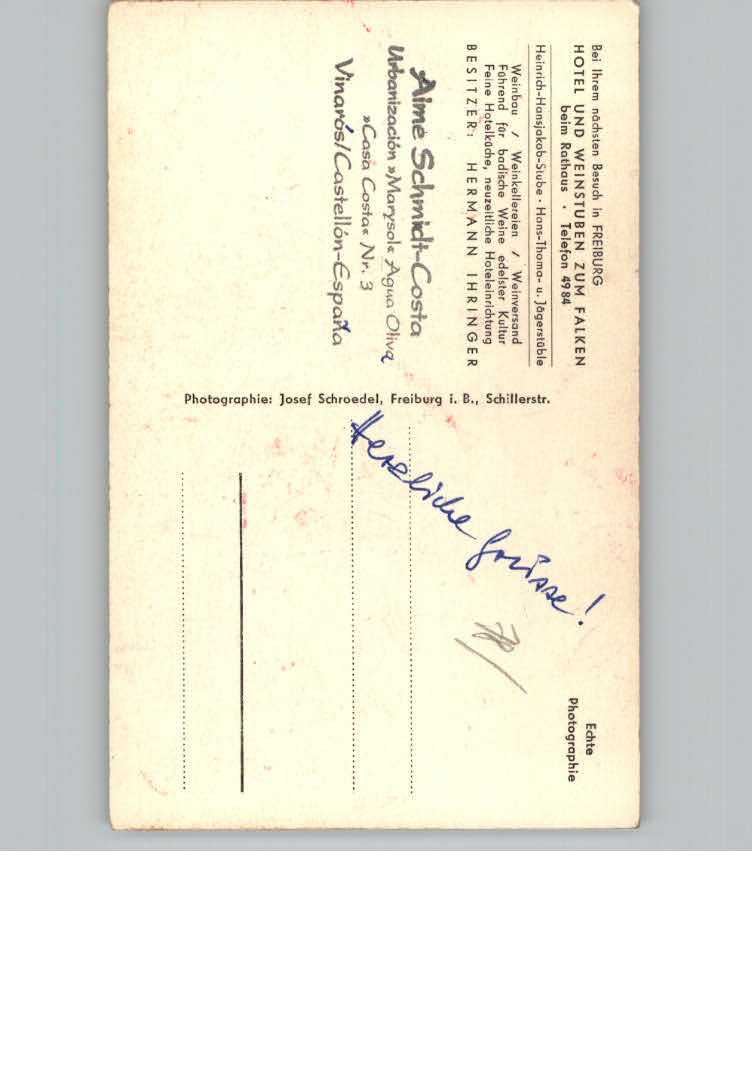 Bei Ihrem nächsten Besuch in FREIBURG
HOTEL UND WEINSTUBEN ZUM FALKEN
beim Rathaus · Telefon 4984
Heinrich-Hansjakob-Stube · Hans-Thoma- u. Jägerstüble
Weinbau / Weinkellereien / Weinversand
Führend für badische Weine edelster Kultur
Feine Hotelküche, neuzeitliche Hoteleinrichtung
BESITZER: HERMANN IHRINGER
Aimé Schmidt-Costa
Urbanización »Marysol« Agua Oliva
»Casa Costa« Nr. 3
Vinarós/Castellón-España
Photographie: Josef Schroedel, Freiburg i. B., Schillerstr.
Herzliche Grüsse!
Echte
Photographie